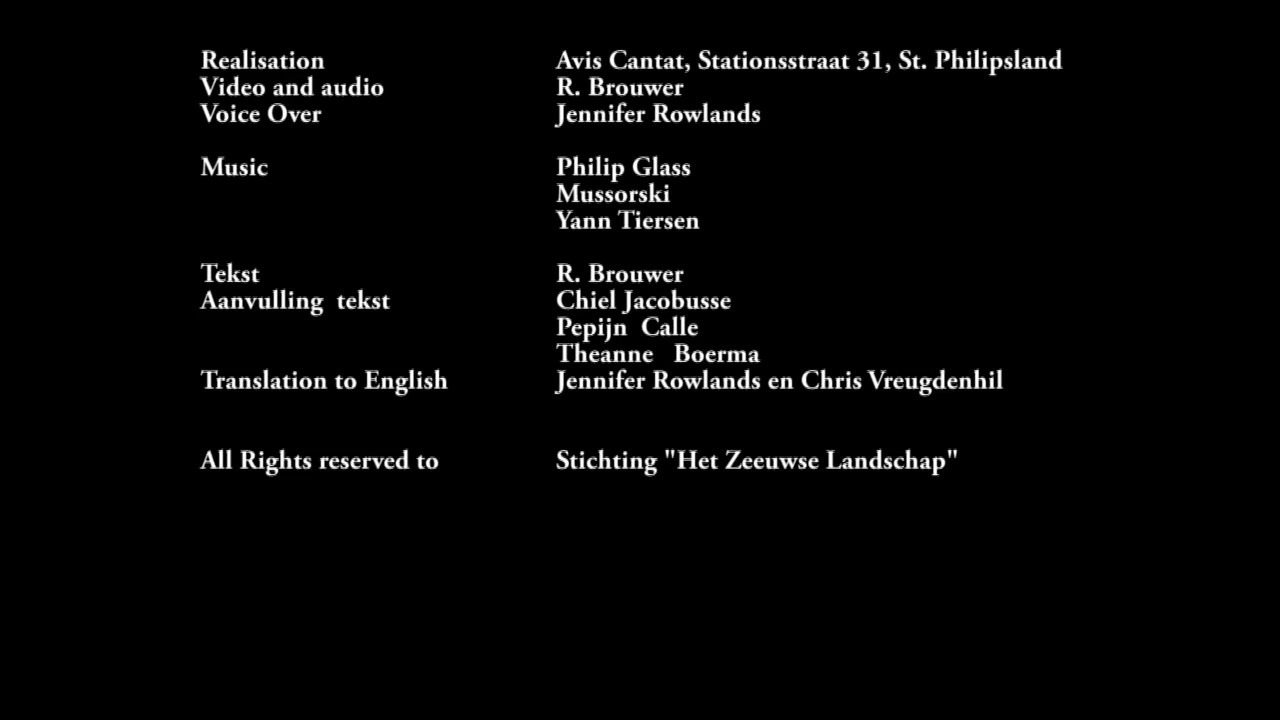 Realisation Avis Cantat, Stationsstraat 31, St. Philipsland
Video and audio R. Brouwer
Voice Over Jennifer Rowlands
Music Philip Glass
Mussorski
Yann Tiersen
Tekst R. Brouwer
Aanvulling tekst Chiel Jacobusse
Pepijn Calle
Theanne Boerma
Translation to English Jennifer Rowlands en Chris Vreugdenhil
All Rights reserved to Stichting "Het Zeeuwse Landschap"